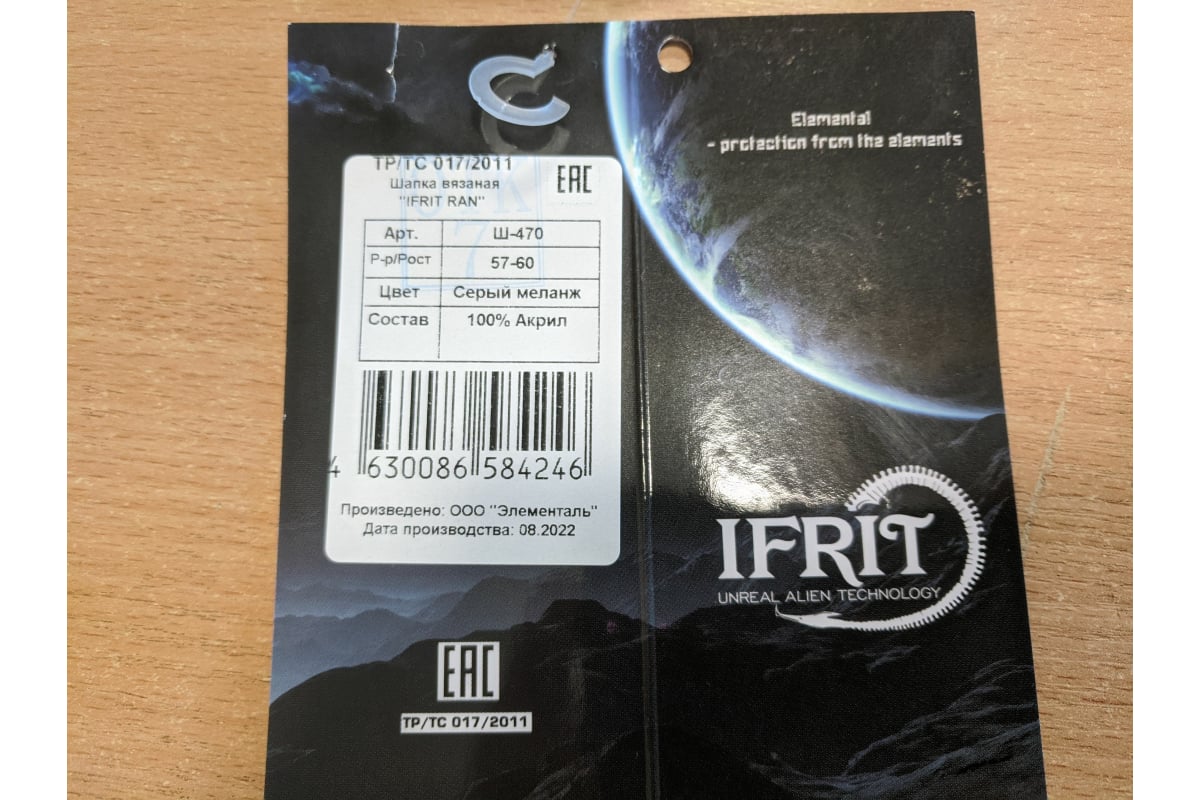 ТР/ТС 017/2011
EAC
Шапка вязаная
"IFRIT RAN"
Арт. Ш-470
Р-р/Рост 57-60
Цвет Серый меланж
Состав 100% Акрил
4 630086 584246
Произведено: ООО "Элементаль"
Дата производства: 08.2022
EAC
ТР/ТС 017/2011
Elemental
- protection from the elements
IFRIT
UNREAL ALIEN TECHNOLOGY